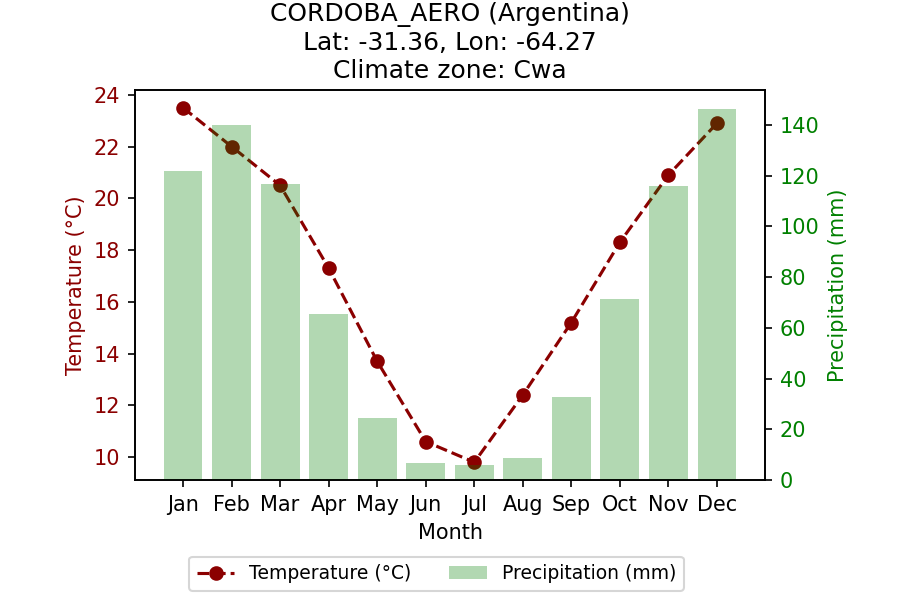 CORDOBA_AERO (Argentina)
Lat: -31.36, Lon: -64.27
Climate zone: Cwa
Temperature (°C)
24
22
20
18
16
14
12
10
Precipitation (mm)
140
120
100
80
60
40
20
0
Jan Feb Mar Apr May Jun Jul Aug Sep Oct Nov Dec
Month
Temperature (°C) Precipitation (mm)